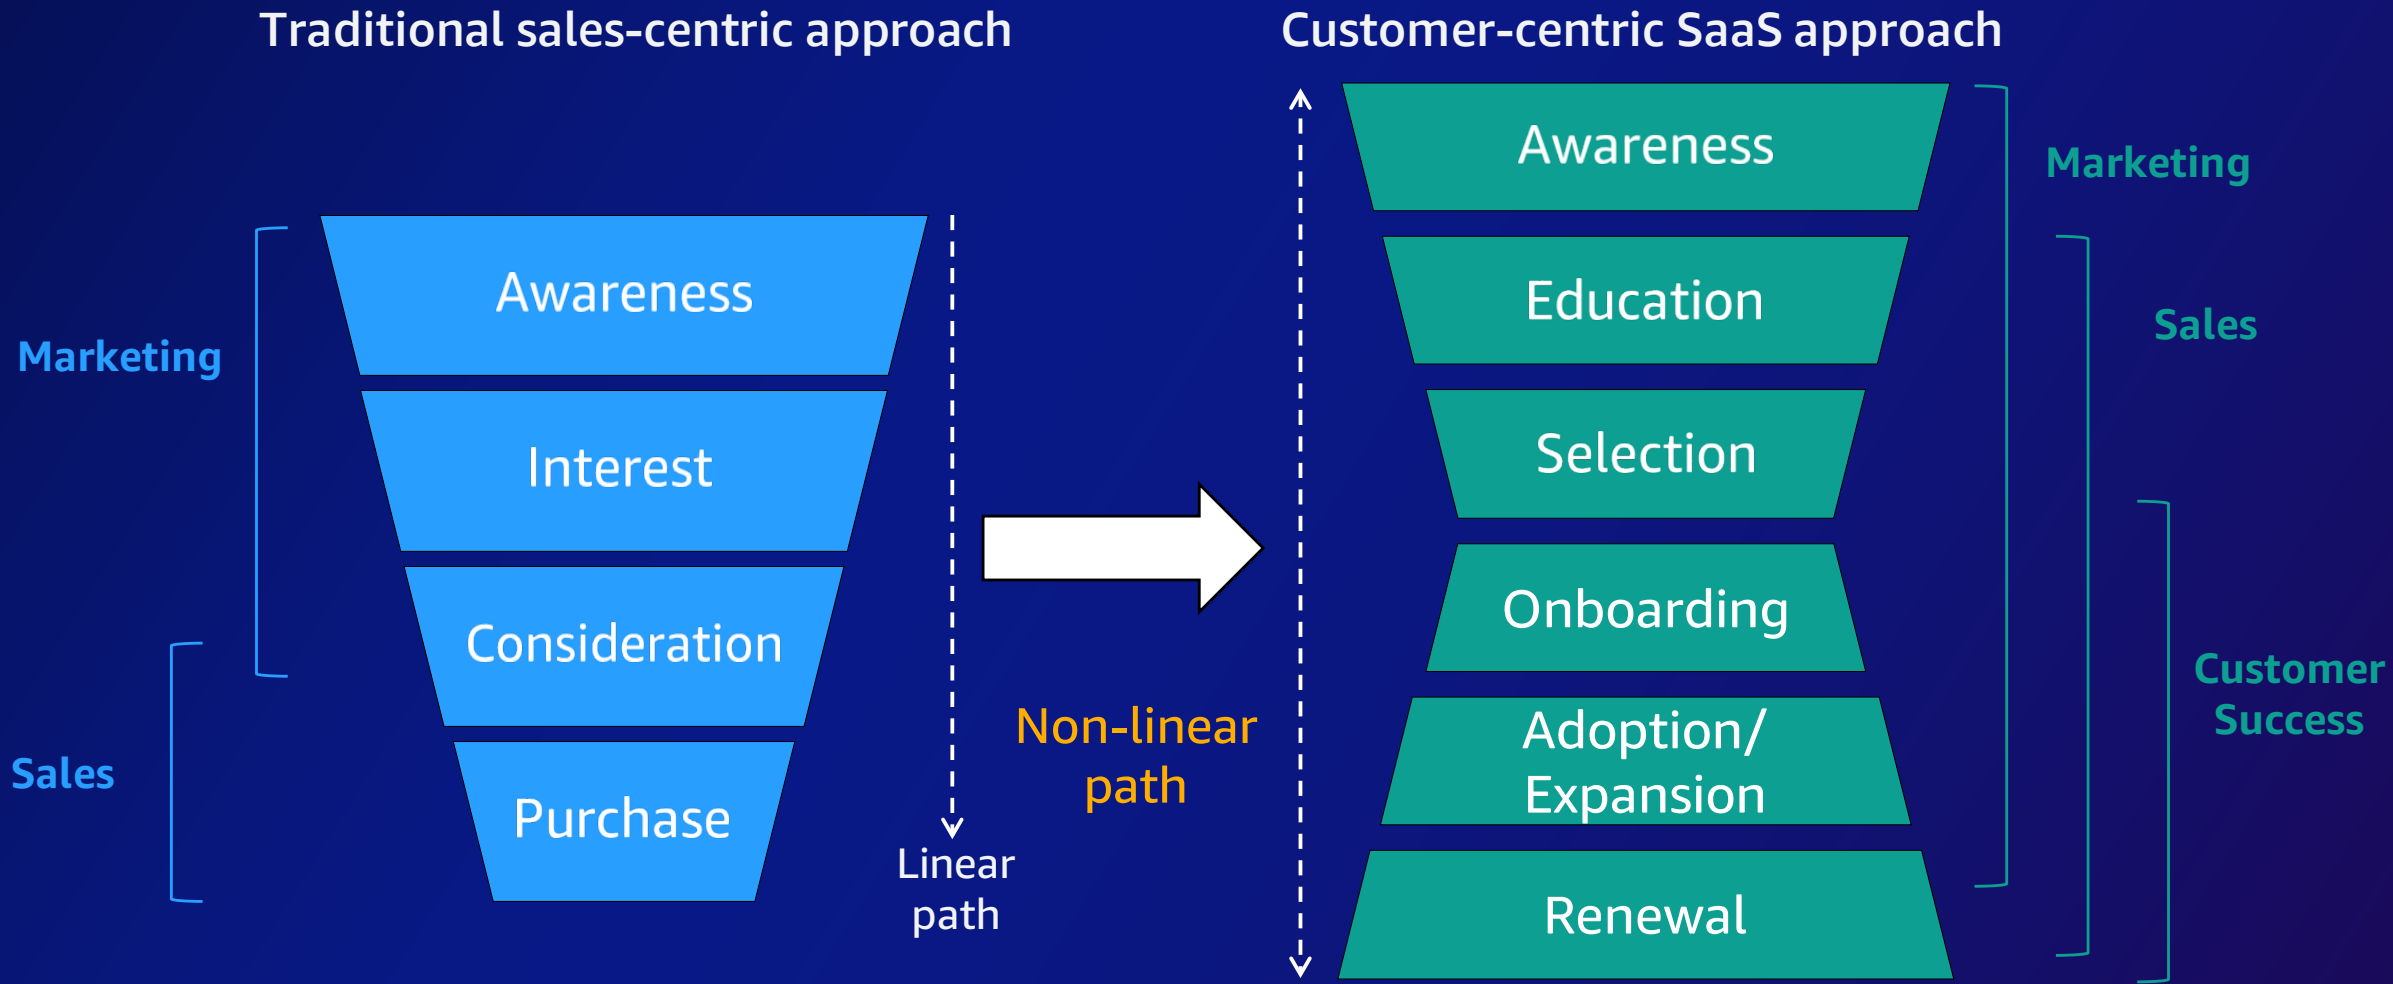 Traditional sales-centric approach
Marketing
Sales
Awareness
Interest
Consideration
Purchase
Linear
path
Non-linear
path
Customer-centric SaaS approach
Awareness
Education
Selection
Onboarding
Adoption/
Expansion
Renewal
Marketing
Sales
Customer
Success